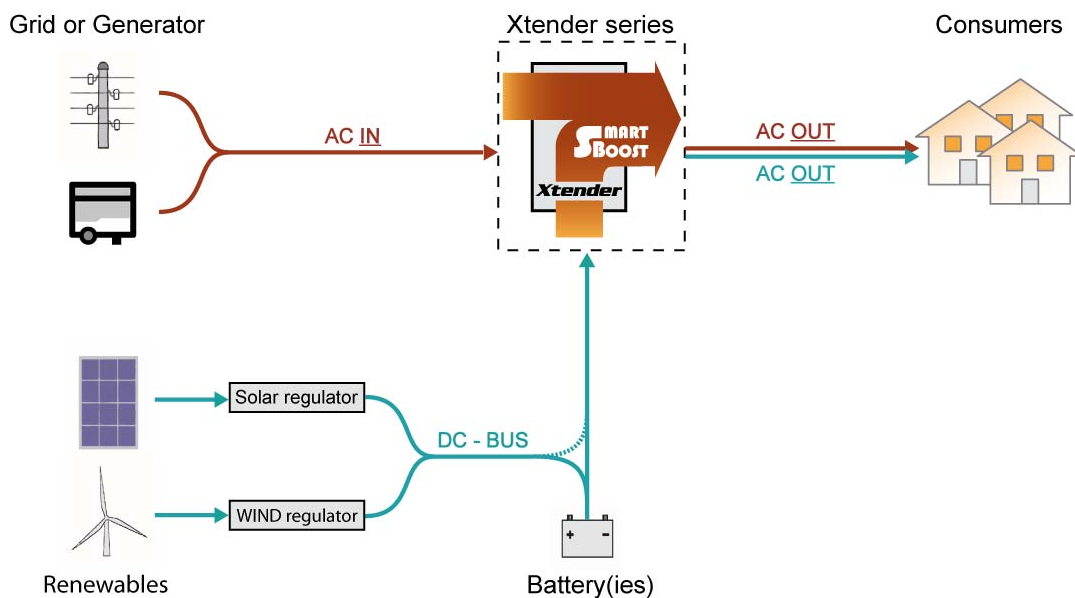 Grid or Generator
Xtender series
Consumers
AC IN
SMART
BOOST
Xtender
AC OUT
AC OUT
Solar regulator
DC - BUS
WIND regulator
+ -
Renewables
Battery(ies)